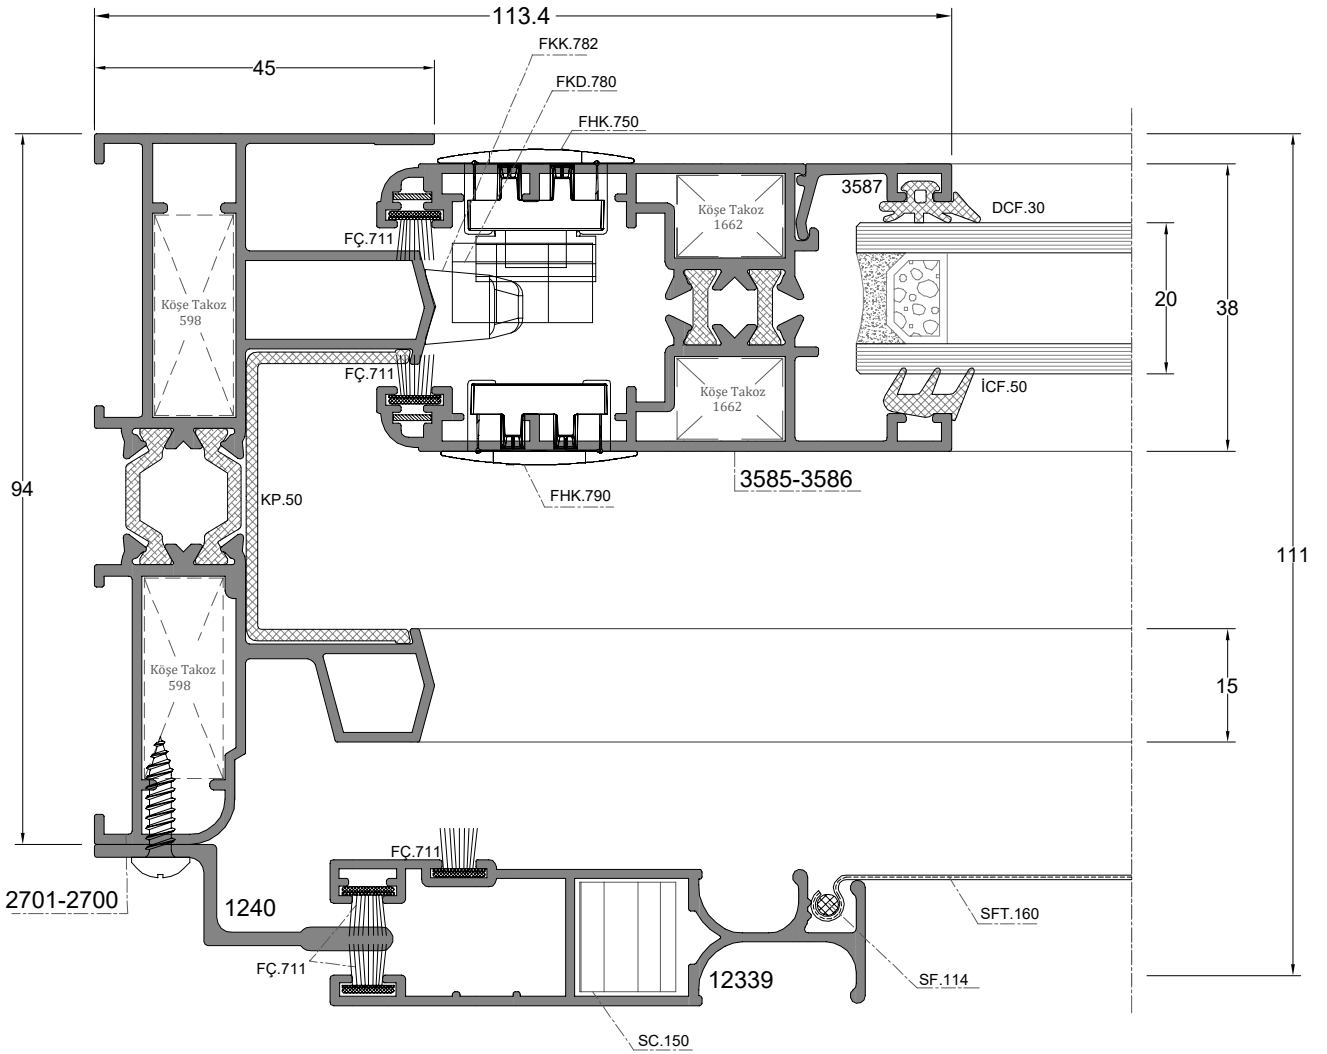 113.4
FKK.782
45
FKD.780
FHK.750
3587
DCF.30
Köşe Takoz
1662
FÇ.711
Köşe Takoz
598
20
38
FÇ.711
Köşe Takoz
1662
İCF.50
94
KP.50
FHK.790
3585-3586
111
Köşe Takoz
598
15
FÇ.711
2701-2700
1240
SFT.160
FÇ.711
12339
SF.114
SC.150